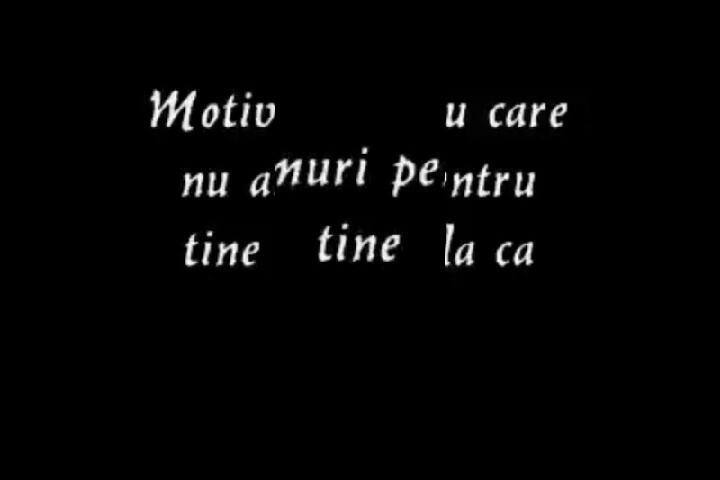 Motiv u care
nu anuri pentru
tine tine la ca